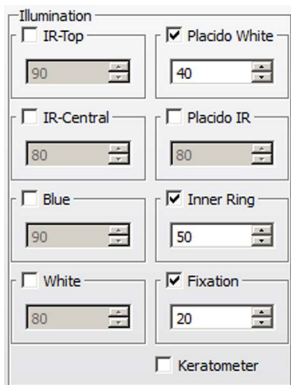 Illumination
IR-Top
Placido White
90
40
IR-Central
Placido IR
80
80
Blue
Inner Ring
90
50
White
Fixation
80
20
Keratometer